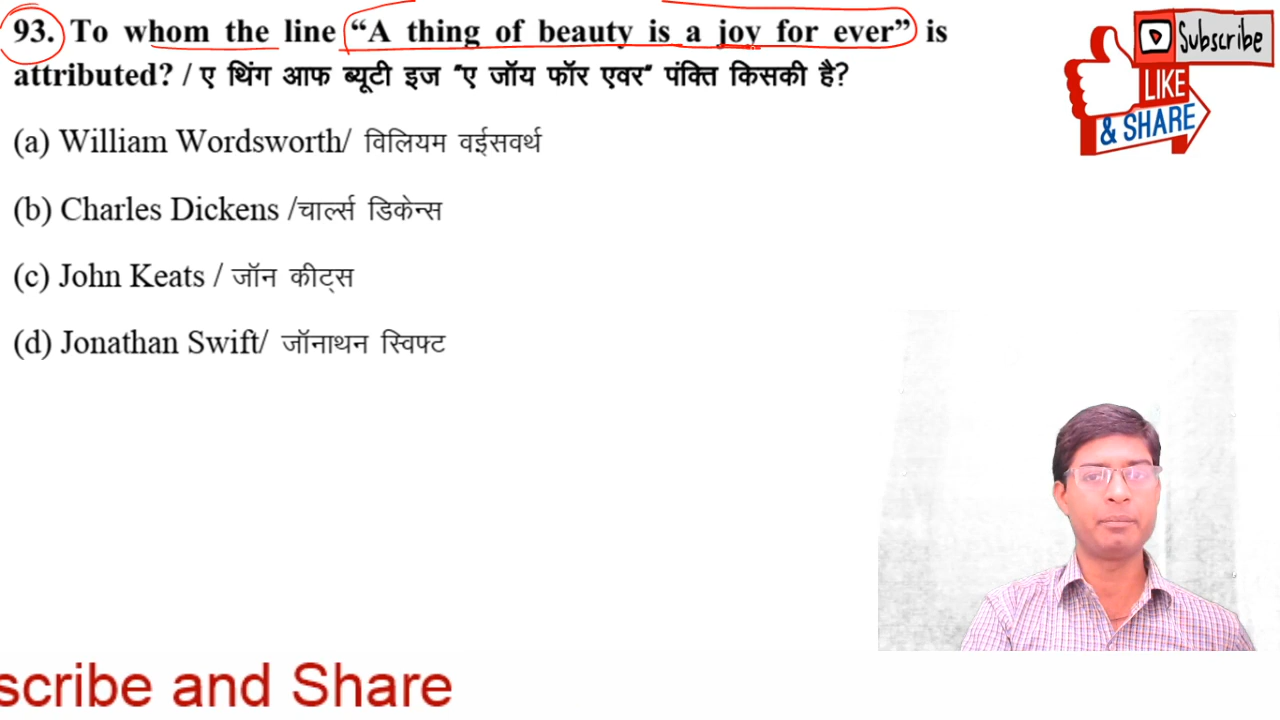 93. To whom the line “A thing of beauty is a joy for ever” is
attributed? / ए थिंग आफ ब्यूटी इज "ए जॉय फॉर एवर" पंक्ति किसकी है?
(a) William Wordsworth/ विलियम वर्ईसवर्थ
(b) Charles Dickens /चार्ल्स डिकेन्स
(c) John Keats / जॉन कीट्स
(d) Jonathan Swift/ जॉनाथन स्विफ्ट
Subscribe
LIKE
& SHARE
scribe and Share